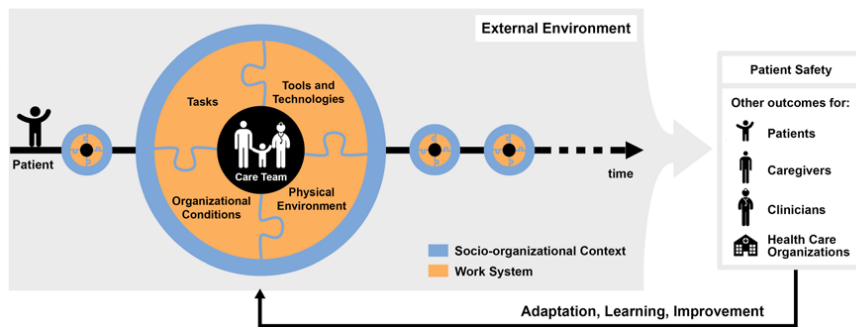 External Environment
Patient
Tasks
Tools and
Technologies
Care Team
Organizational
Conditions
Physical
Environment
time
Socio-organizational Context
Work System
Patient Safety
Other outcomes for:
Patients
Caregivers
Clinicians
Health Care
Organizations
Adaptation, Learning, Improvement